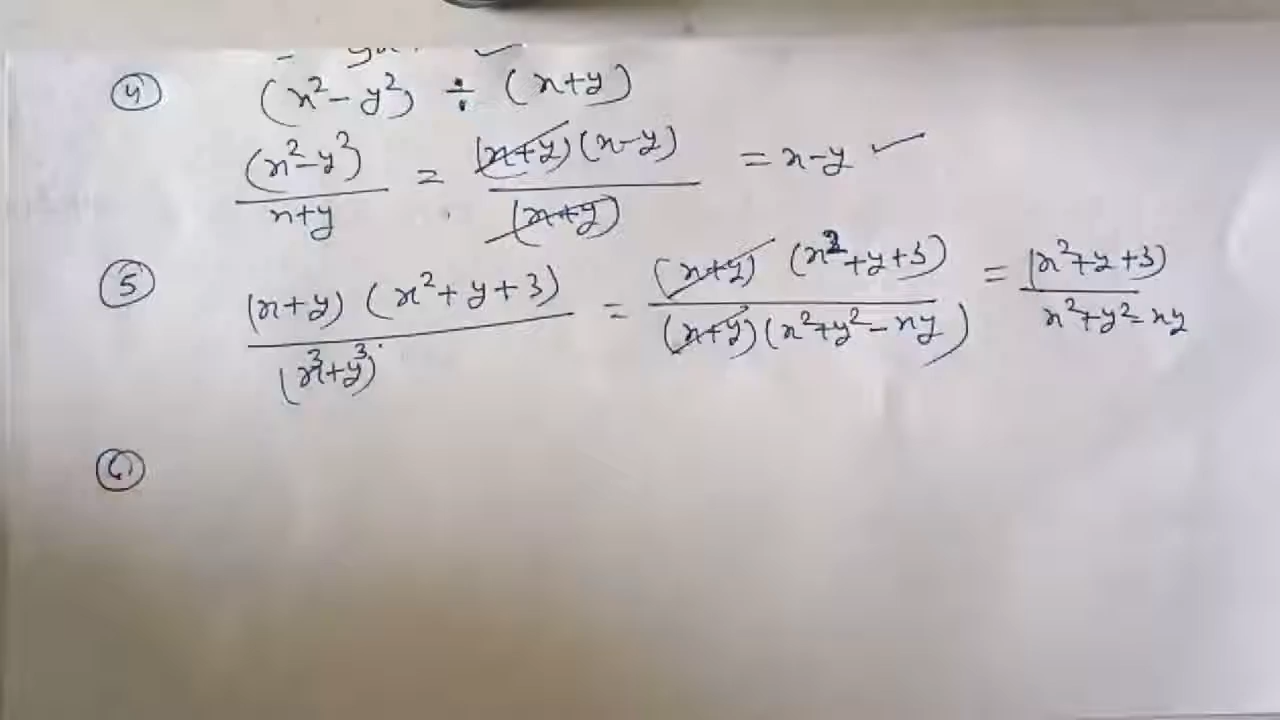 ④ (x² - y²) ÷ (x+y)
(x²-y²)/x+y = (x+y)(x-y)/(x+y) = x-y ✓
⑤ (x+y) (x²+y+3)/(x³+y³) = (x+y) (x²+y+3)/(x+y)(x²+y²-xy) = (x²+y+3)/x²+y²-xy
⑥